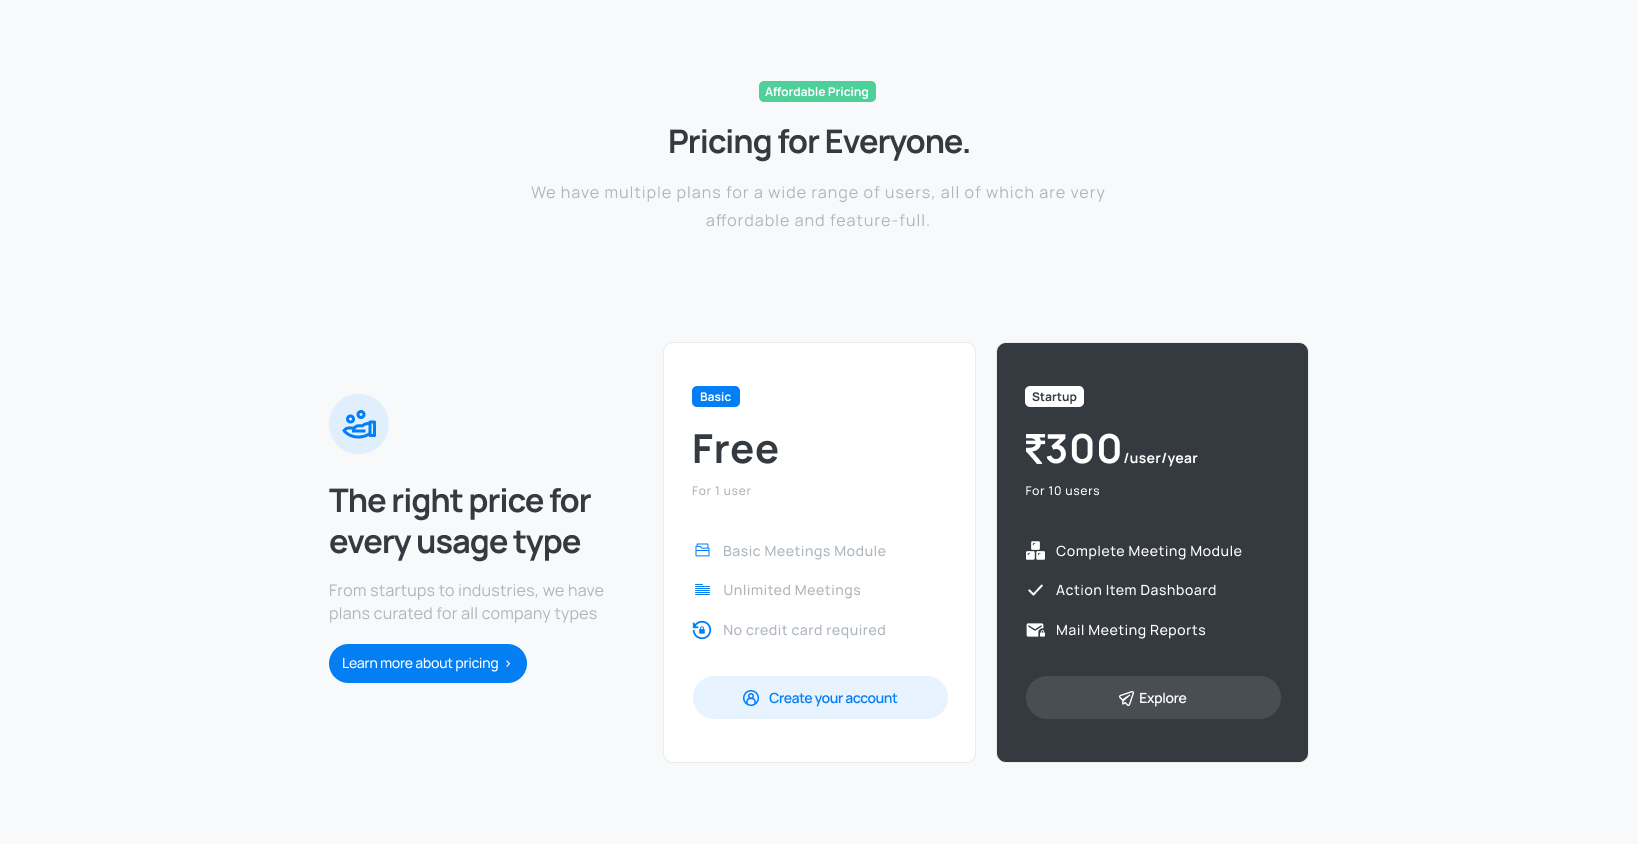 Affordable Pricing
Pricing for Everyone.
We have multiple plans for a wide range of users, all of which are very
affordable and feature-full.
The right price for
every usage type
From startups to industries, we have
plans curated for all company types
Learn more about pricing ›
Basic
Free
For 1 user
Basic Meetings Module
Unlimited Meetings
No credit card required
Create your account
Startup
₹300/user/year
For 10 users
Complete Meeting Module
Action Item Dashboard
Mail Meeting Reports
Explore